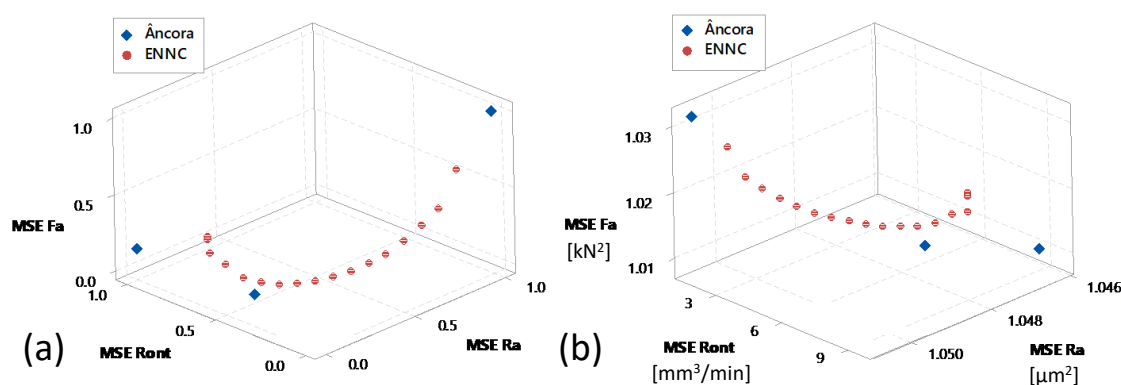 Âncora
ENNC
1.0
0.5
0.0
MSE Fa
1.0
0.5
0.0
MSE Ront
0.0
0.5
1.0
MSE Ra
(a)
Âncora
ENNC
1.03
1.02
1.01
MSE Fa
[kN²]
3
6
9
MSE Ront
[mm³/min]
1.050
1.048
1.046
MSE Ra
[µm²]
(b)